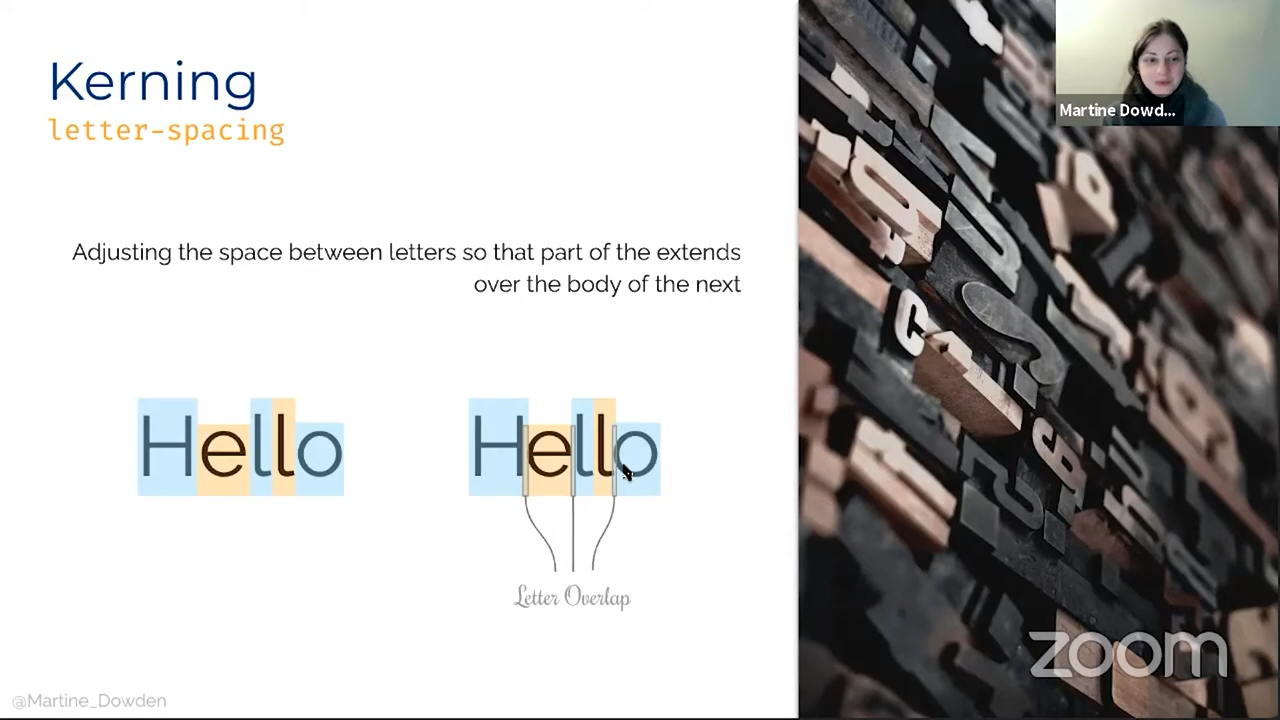 Kerning
letter-spacing
Adjusting the space between letters so that part of the extends
over the body of the next
Hello
Hello
Letter Overlap
@Martine_Dowden
Martine Dowd...
zoom